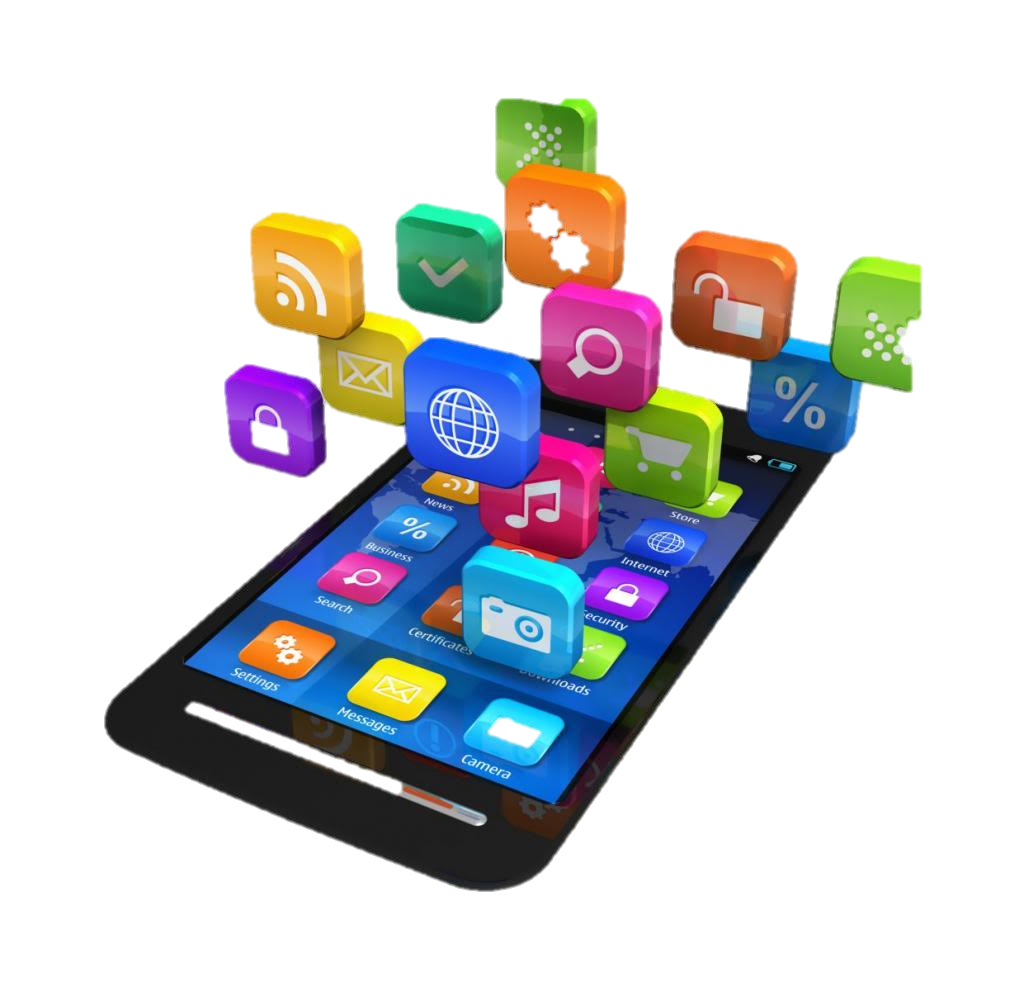 %
News
Store
%
Business
Internet
Search
Security
Certificates
Downloads
Settings
Messages
Camera